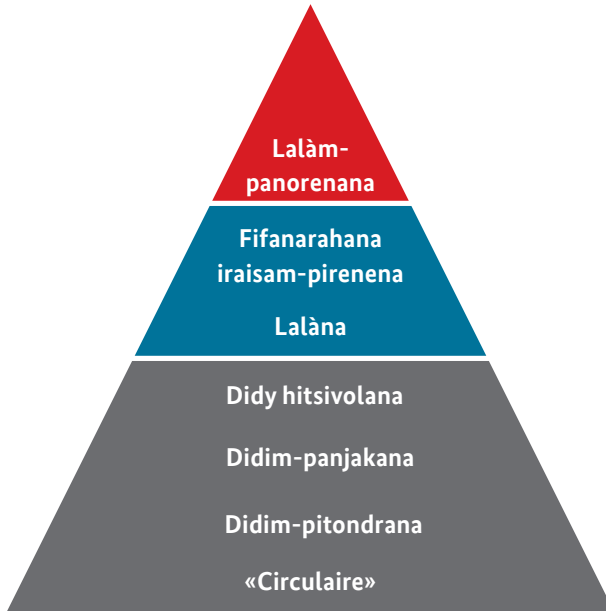 Lalàm-
panorenana
Fifanarahana
iraisam-pirenena
Lalàna
Didy hitsivolana
Didim-panjakana
Didim-pitondrana
«Circulaire»